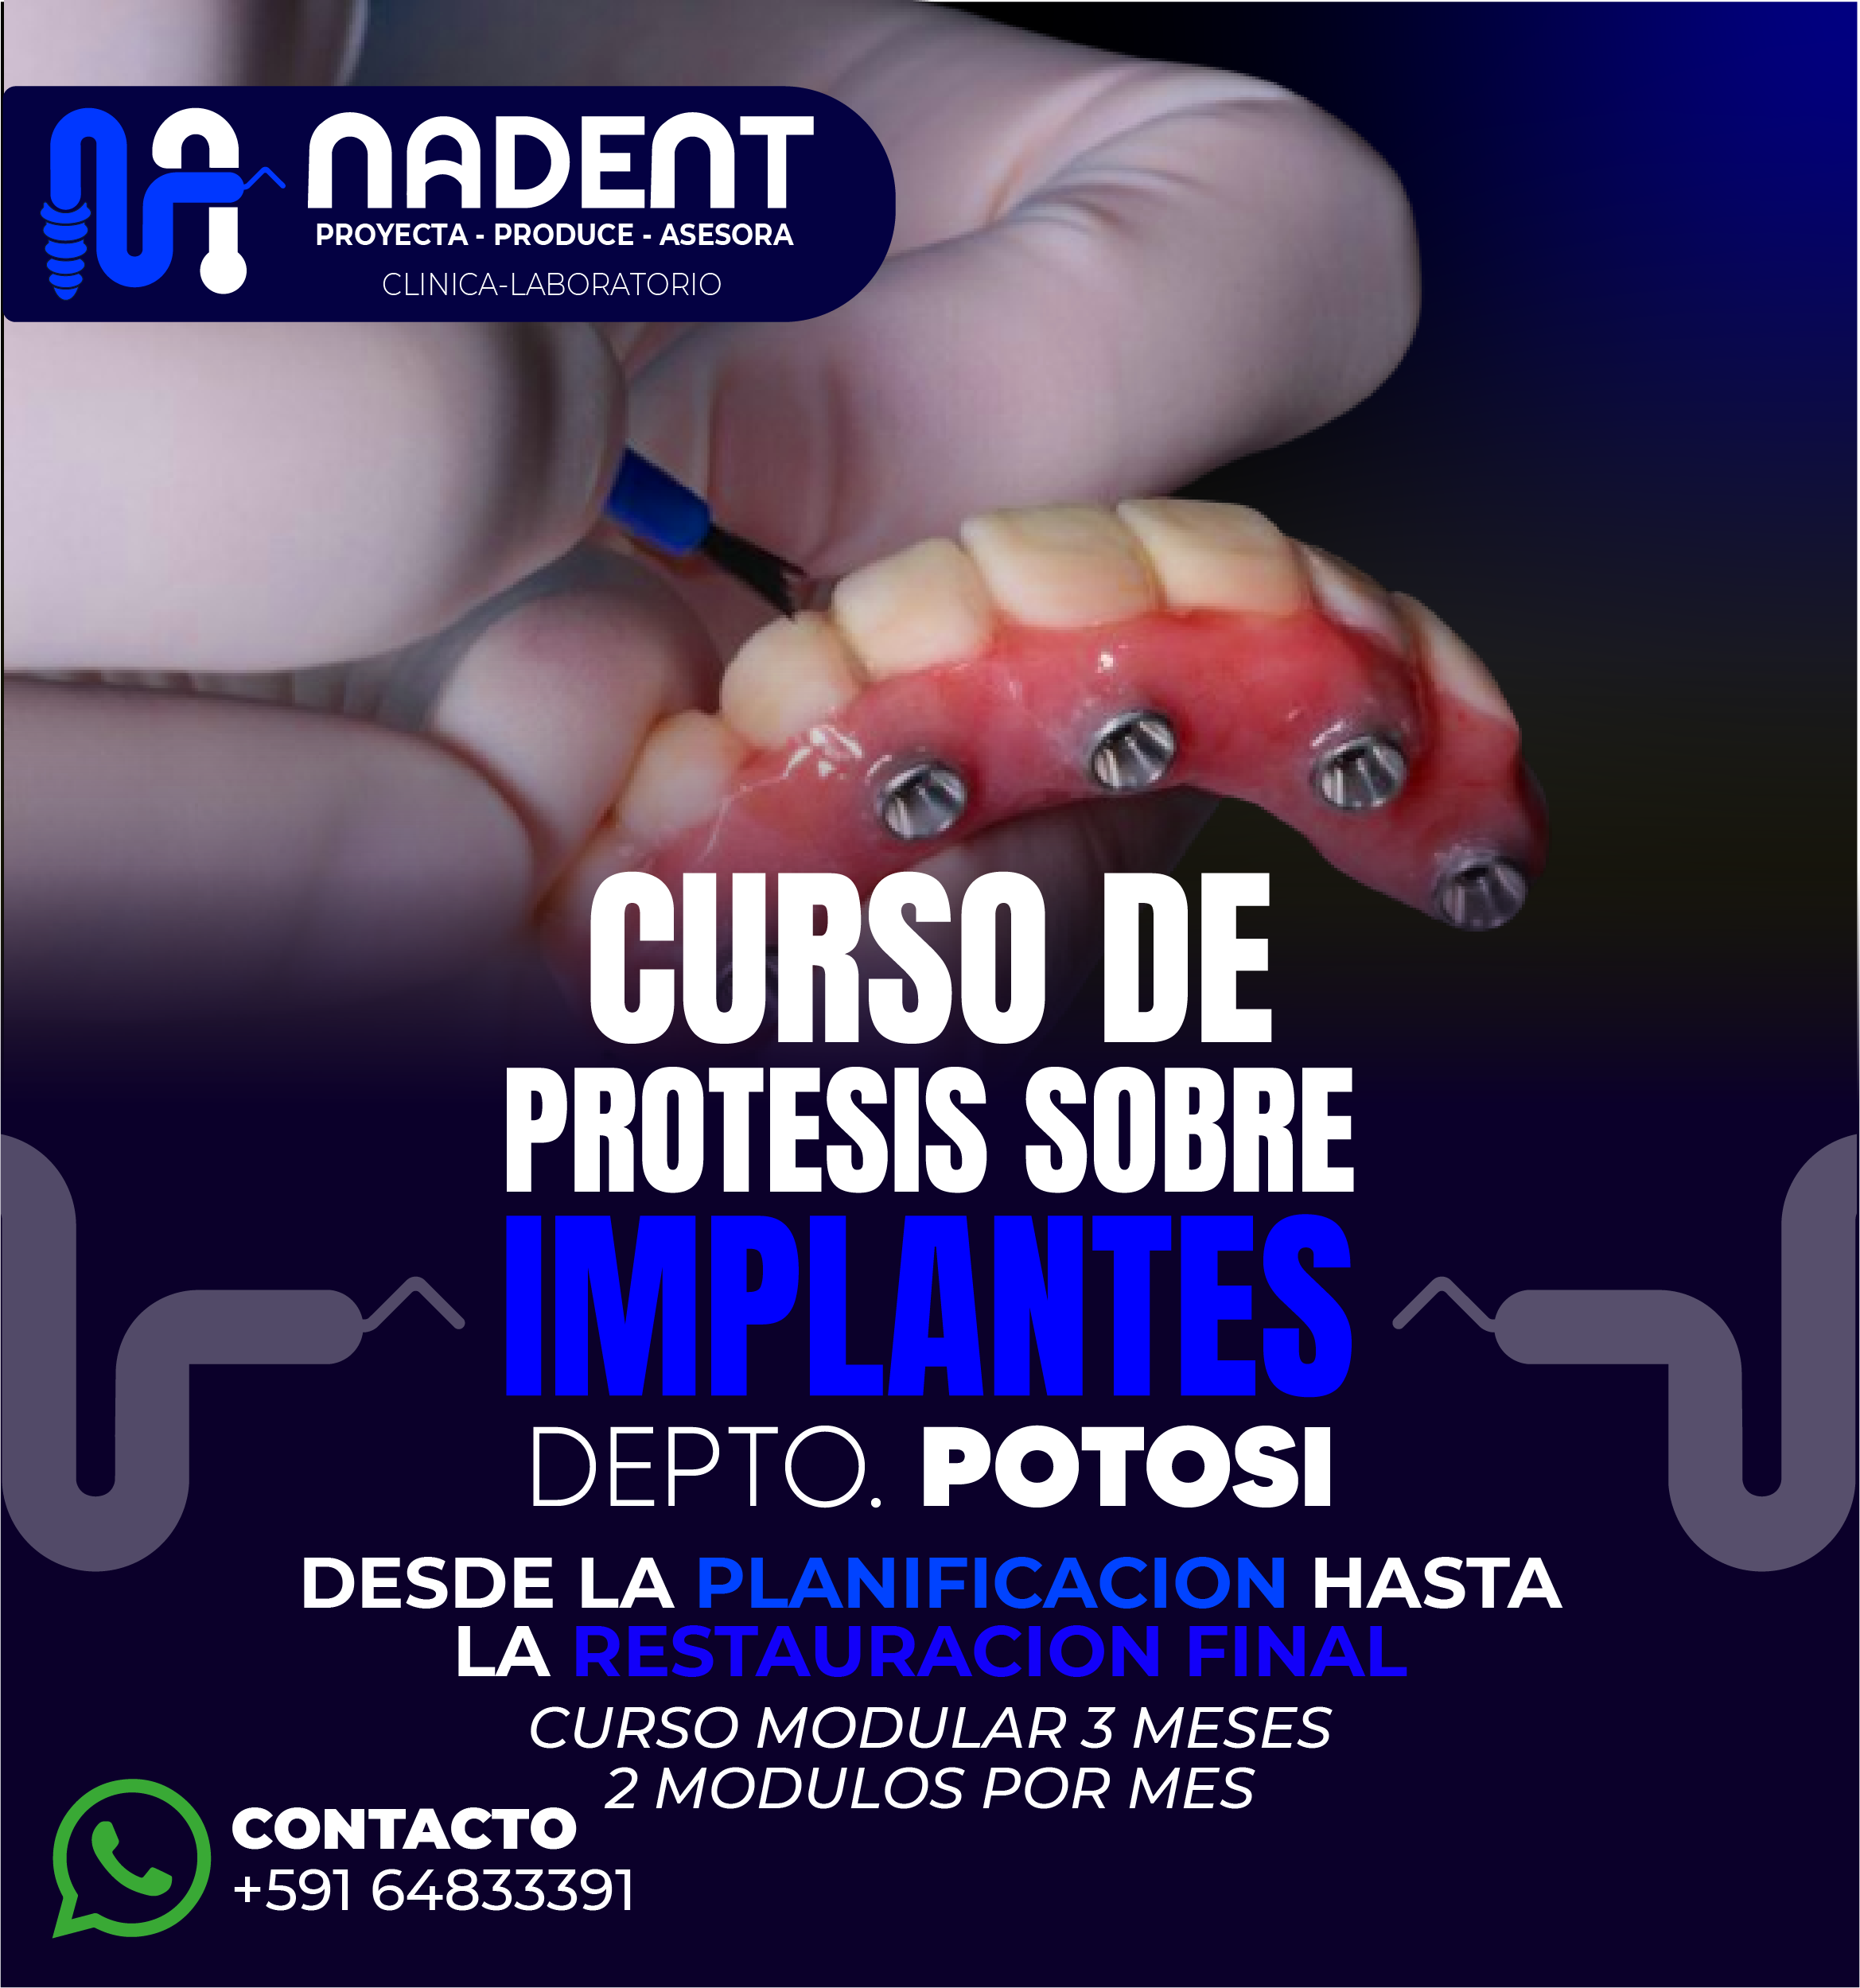 NADENT
PROYECTA - PRODUCE - ASESORA
CLINICA-LABORATORIO
CURSO DE
PROTESIS SOBRE
IMPLANTES
DEPTO. POTOSI
DESDE LA PLANIFICACION HASTA
LA RESTAURACION FINAL
CURSO MODULAR 3 MESES
2 MODULOS POR MES
CONTACTO
+591 64833391